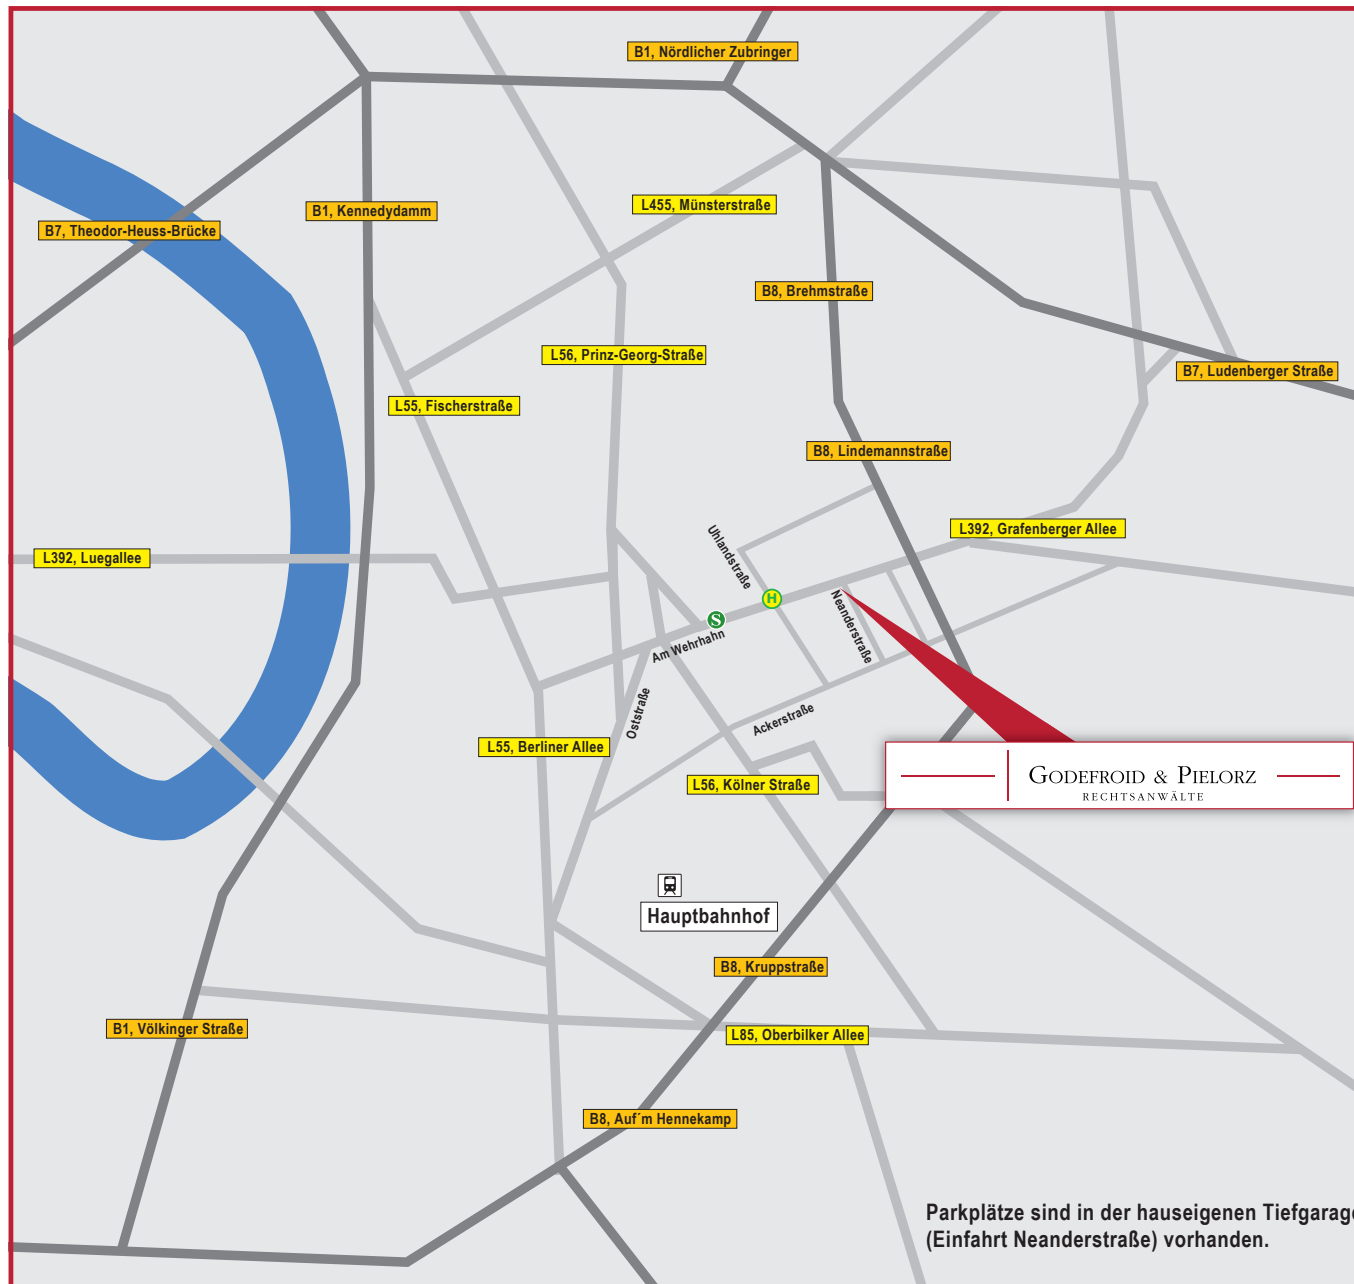 B1, Nördlicher Zubringer
L455, Münsterstraße
B1, Kennedydamm
B7, Theodor-Heuss-Brücke
B8, Brehmstraße
L56, Prinz-Georg-Straße
B7, Ludenberger Straße
L55, Fischerstraße
B8, Lindemannstraße
L392, Grafenberger Allee
L392, Luegallee
Uhlandstraße
H
S
Neanderstraße
Am Wehrhahn
Oststraße
Ackerstraße
L55, Berliner Allee
L56, Kölner Straße
GODEFROID & PIELORZ
RECHTSANWÄLTE
Hauptbahnhof
B8, Kruppstraße
B1, Völkinger Straße
L85, Oberbilker Allee
B8, Auf´m Hennekamp
Parkplätze sind in der hauseigenen Tiefgarage
(Einfahrt Neanderstraße) vorhanden.